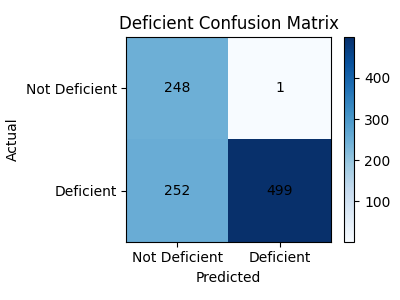 Deficient Confusion Matrix
Actual
Not Deficient
248
1
Deficient
252
499
Not Deficient
Deficient
Predicted
400
300
200
100